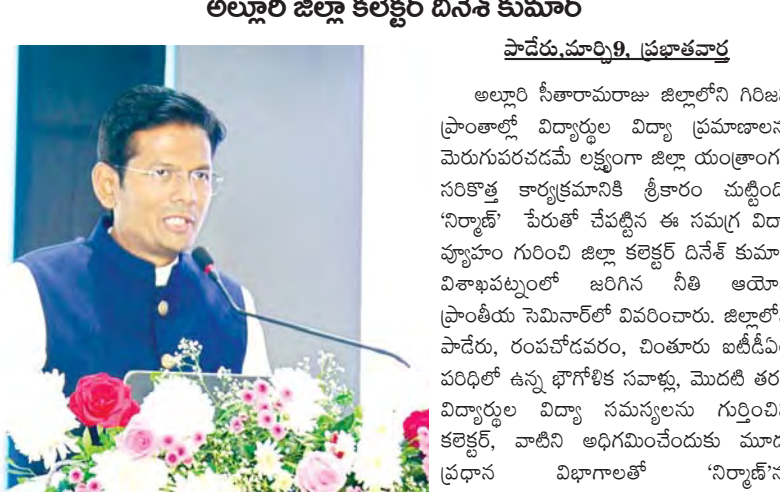 అల్లూరి జిల్లా కలెక్టర్ దినేశ్ కుమార్
పాడేరు,మార్చి9, ప్రభాతవార్త
అల్లూరి సీతారామరాజు జిల్లాలోని గిరిజన
ప్రాంతాల్లో విద్యార్థుల విద్యా ప్రమాణాలను
మెరుగుపరచడమే లక్ష్యంగా జిల్లా యంత్రాంగం
సరికొత్త కార్యక్రమానికి శ్రీకారం చుట్టింది
'నిర్మాణ్' పేరుతో చేపట్టిన ఈ సమగ్ర విద్యా
వ్యూహం గురించి జిల్లా కలెక్టర్ దినేశ్ కుమార్
విశాఖపట్నంలో జరిగిన నీతి ఆయోగ్
ప్రాంతీయ సెమినార్‌లో వివరించారు. జిల్లాలోని
పాడేరు, రంపచోడవరం, చింతూరు ఐటీడీఏల
పరిధిలో ఉన్న భౌగోళిక సవాళ్లు, మొదటి తరం
విద్యార్థుల విద్యా సమస్యలను గుర్తించిన
కలెక్టర్, వాటిని అధిగమించేందుకు మూడు
ప్రధాన విభాగాలతో 'నిర్మాణ్'ను